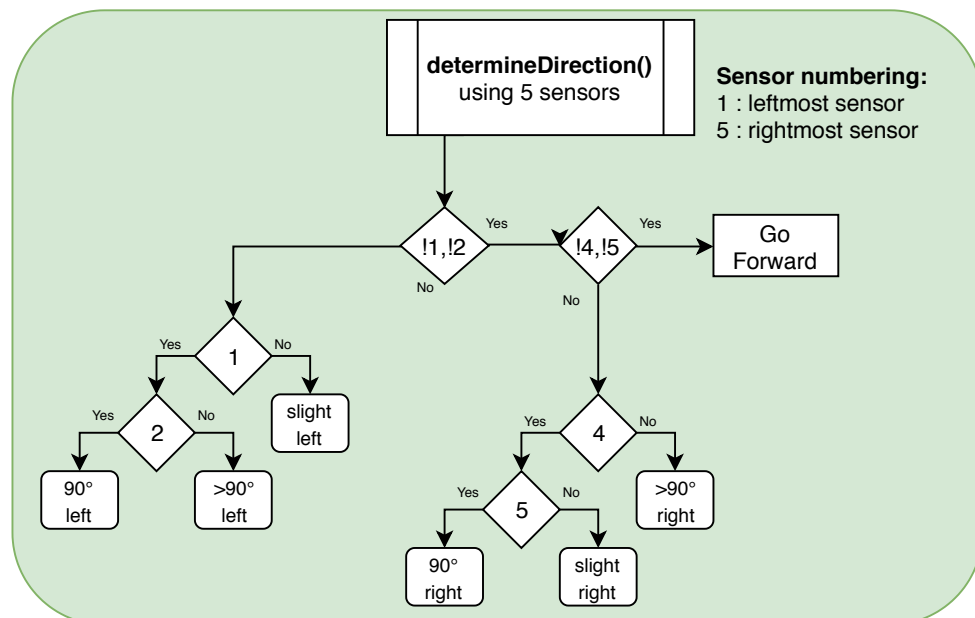 determineDirection()
using 5 sensors
Sensor numbering:
1 : leftmost sensor
5 : rightmost sensor
!1,!2
Yes
No
!4,!5
Yes
No
Go
Forward
1
Yes
No
slight
left
2
Yes
No
90°
left
>90°
left
4
Yes
No
>90°
right
5
Yes
No
90°
right
slight
right